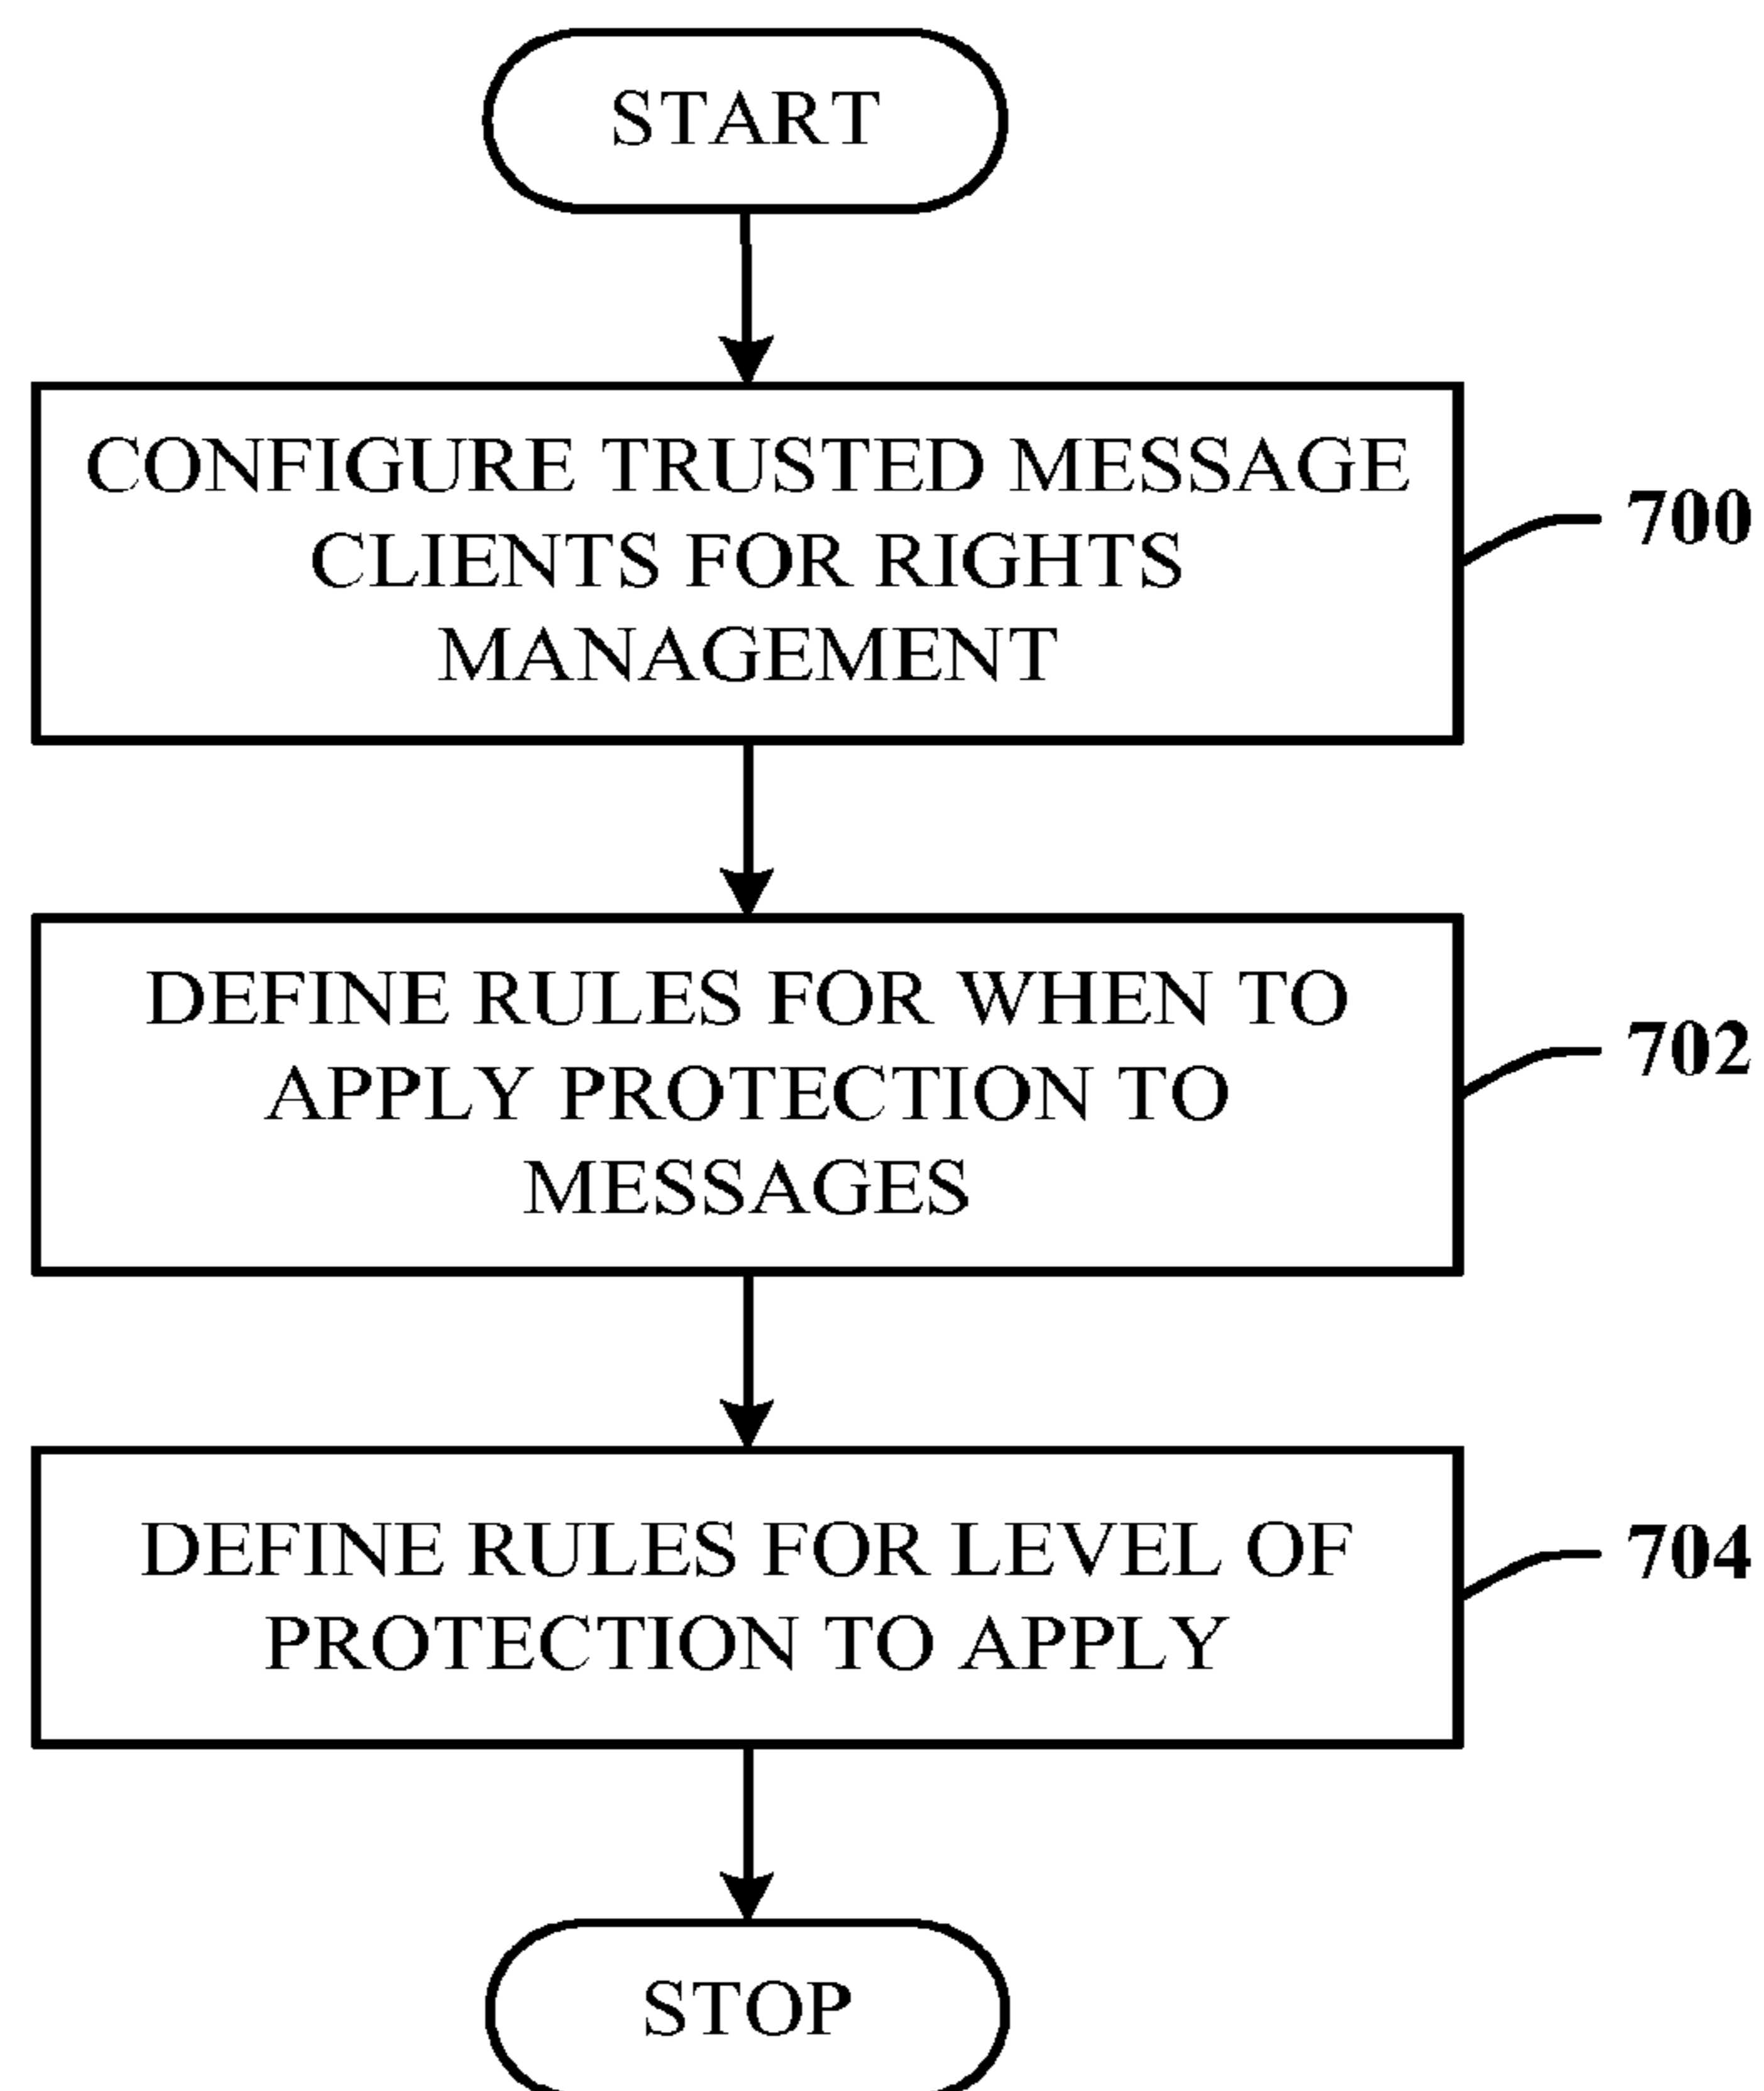 START
CONFIGURE TRUSTED MESSAGE
CLIENTS FOR RIGHTS
MANAGEMENT
700
DEFINE RULES FOR WHEN TO
APPLY PROTECTION TO
MESSAGES
702
DEFINE RULES FOR LEVEL OF
PROTECTION TO APPLY
704
STOP